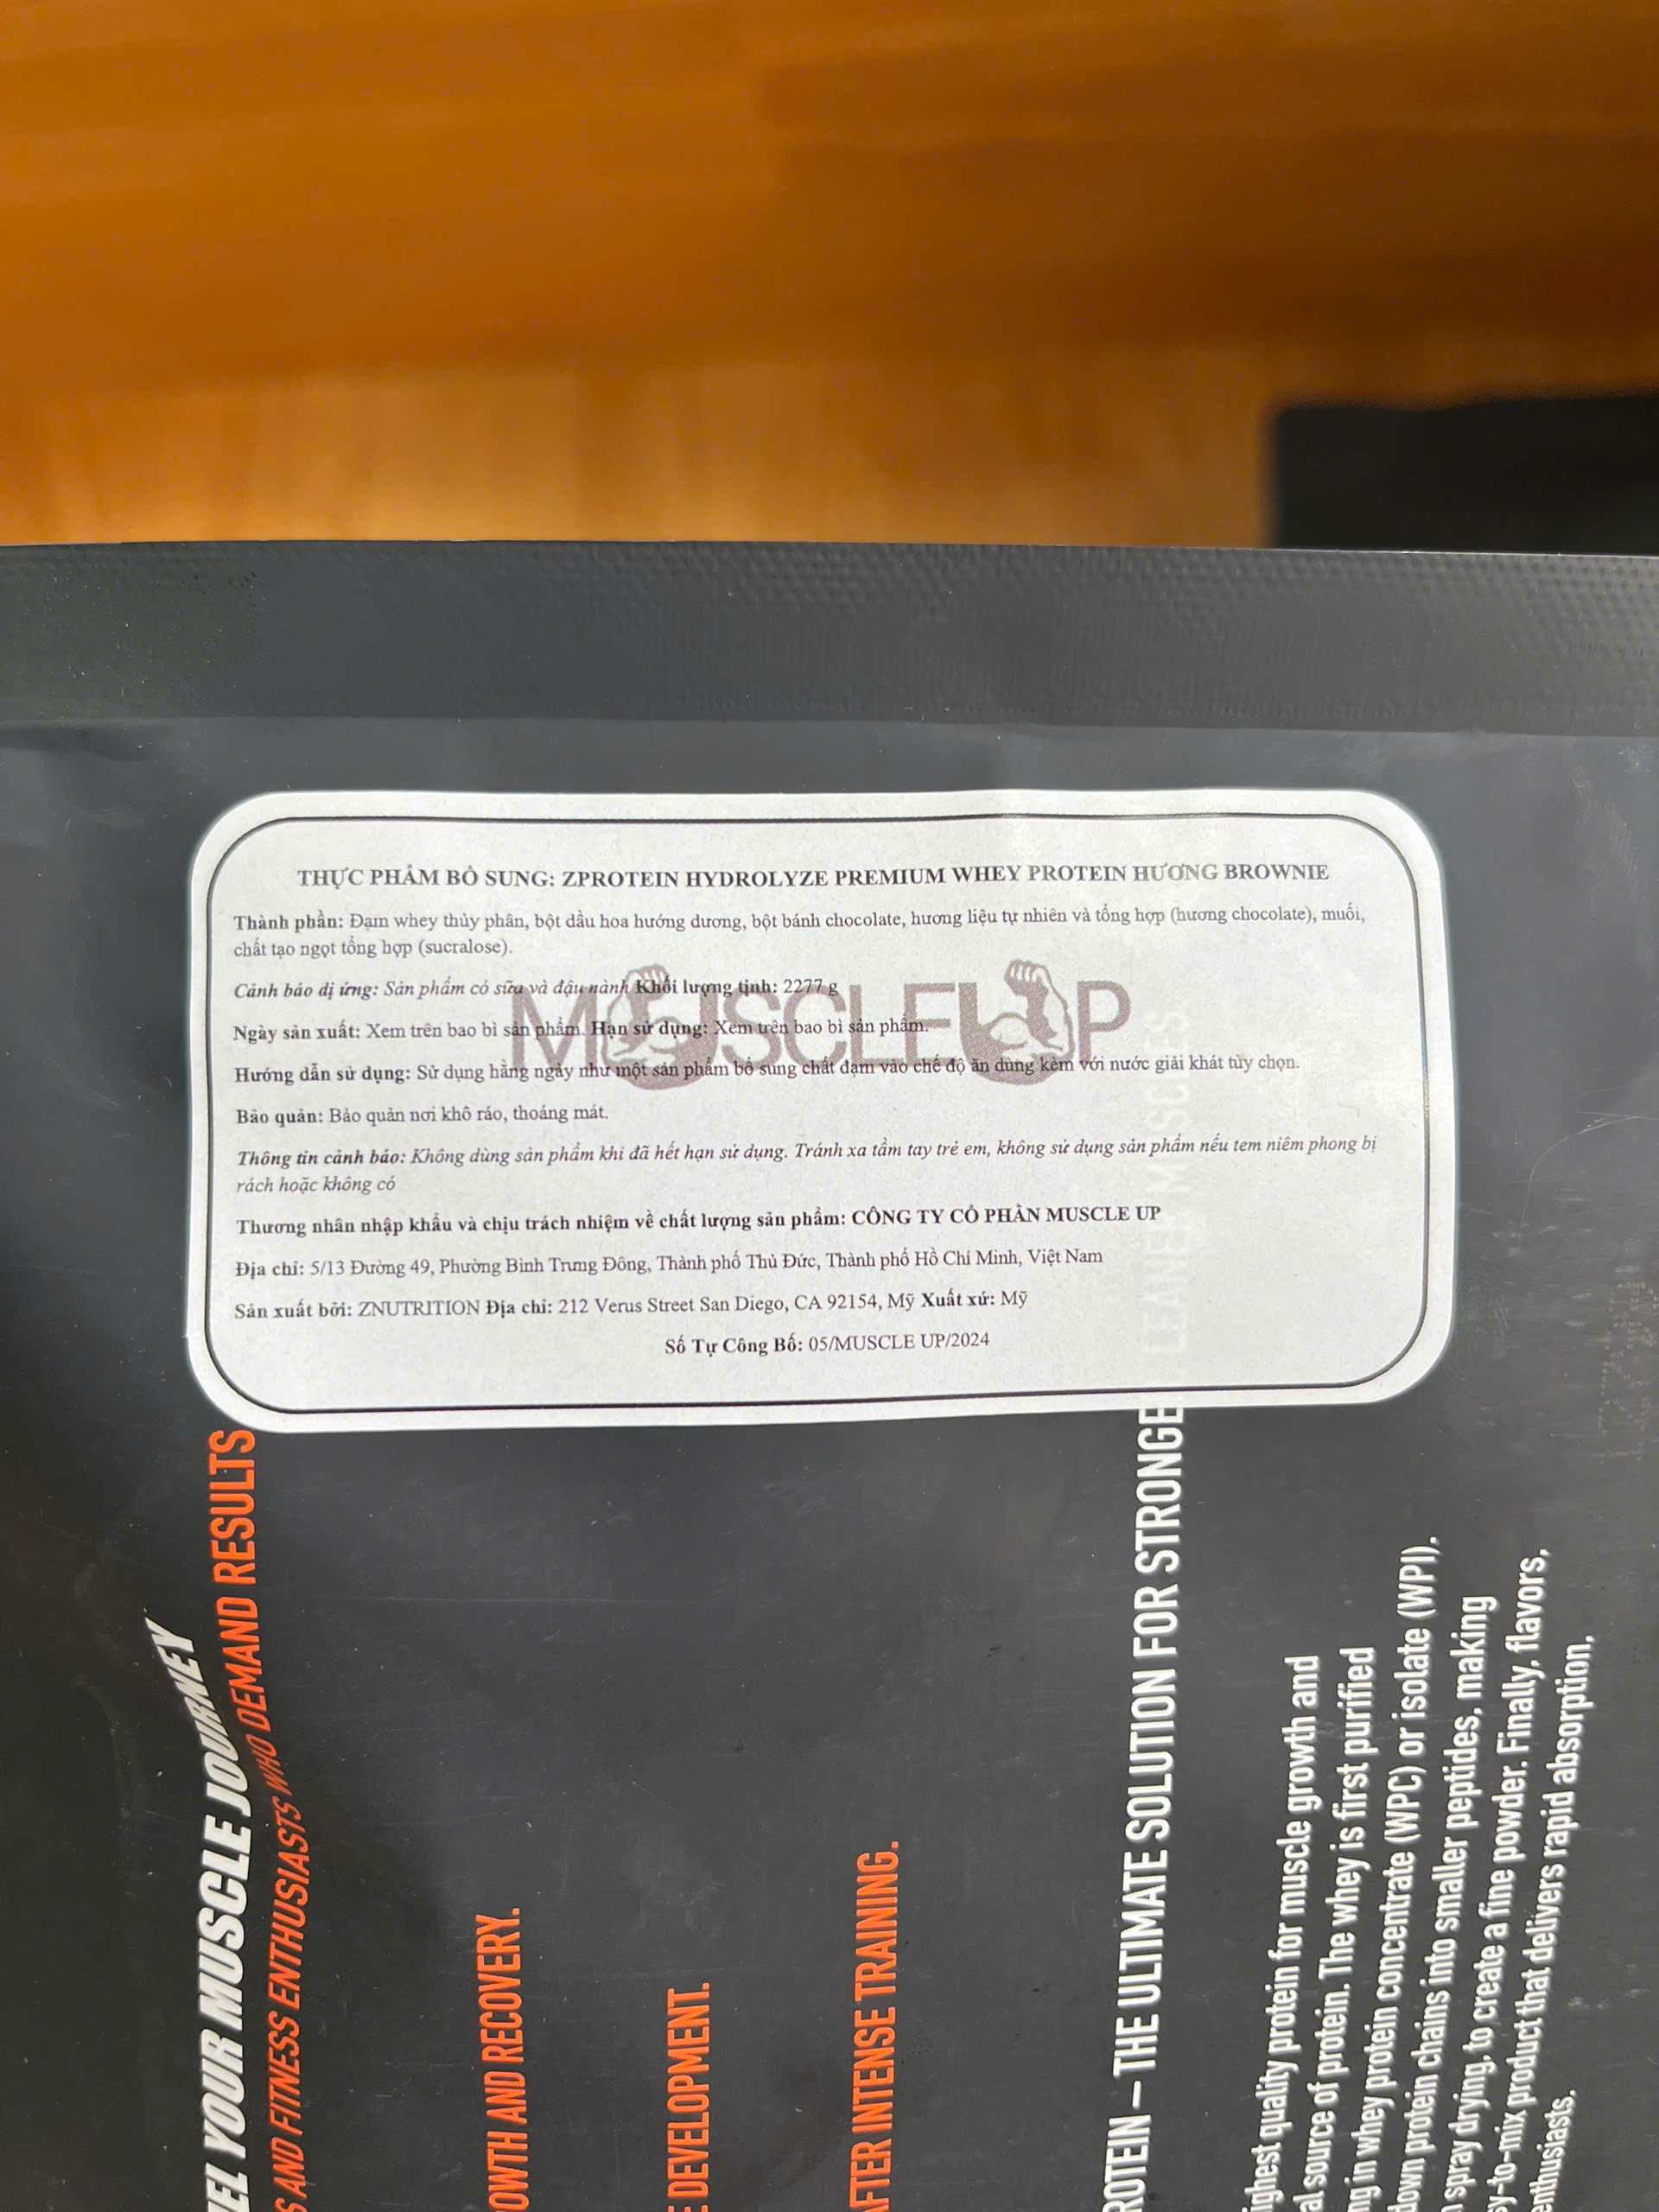 THỰC PHẨM BỔ SUNG: ZPROTEIN HYDROLYZE PREMIUM WHEY PROTEIN HƯƠNG BROWNIE
Thành phần: Đạm whey thủy phân, bột dầu hoa hướng dương, bột bánh chocolate, hương liệu tự nhiên và tổng hợp (hương chocolate), muối,
chất tạo ngọt tổng hợp (sucralose).
Cảnh báo dị ứng: Sản phẩm có sữa và đậu nành Khối lượng tịnh: 2277 g
MUSCLE UP
Ngày sản xuất: Xem trên bao bì sản phẩm. Hạn sử dụng: Xem trên bao bì sản phẩm.
Hướng dẫn sử dụng: Sử dụng hằng ngày như một sản phẩm bổ sung chất đạm vào chế độ ăn dùng kèm với nước giải khát tùy chọn.
Bảo quản: Bảo quản nơi khô ráo, thoáng mát.
Thông tin cảnh báo: Không dùng sản phẩm khi đã hết hạn sử dụng. Tránh xa tầm tay trẻ em, không sử dụng sản phẩm nếu tem niêm phong bị
rách hoặc không có
Thương nhân nhập khẩu và chịu trách nhiệm về chất lượng sản phẩm: CÔNG TY CỔ PHẦN MUSCLE UP
Địa chỉ: 5/13 Đường 49, Phường Bình Trưng Đông, Thành phố Thủ Đức, Thành phố Hồ Chí Minh, Việt Nam
Sản xuất bởi: ZNUTRITION Địa chỉ: 212 Verus Street San Diego, CA 92154, Mỹ Xuất xứ: Mỹ
Số Tự Công Bố: 05/MUSCLE UP/2024
YOUR MUSCLE JOURNEY
AND FITNESS ENTHUSIASTS WHO DEMAND RESULTS
AND RECOVERY.
DEVELOPMENT.
INTENSE TRAINING.
– THE ULTIMATE SOLUTION FOR STRONGE LEANER MUSCLES
quality protein for muscle growth and
source of protein. The whey is first purified
in whey protein concentrate (WPC) or isolate (WPI).
down protein chains into smaller peptides, making
spray drying, to create a fine powder. Finally, flavors,
y-to-mix product that delivers rapid absorption,
enthusiasts.